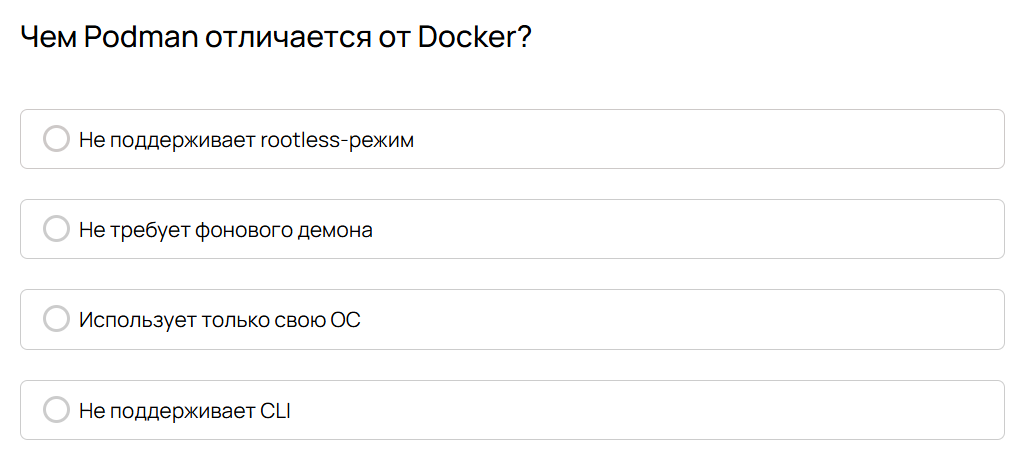 Чем Podman отличается от Docker?
Не поддерживает rootless-режим
Не требует фонового демона
Использует только свою ОС
Не поддерживает CLI